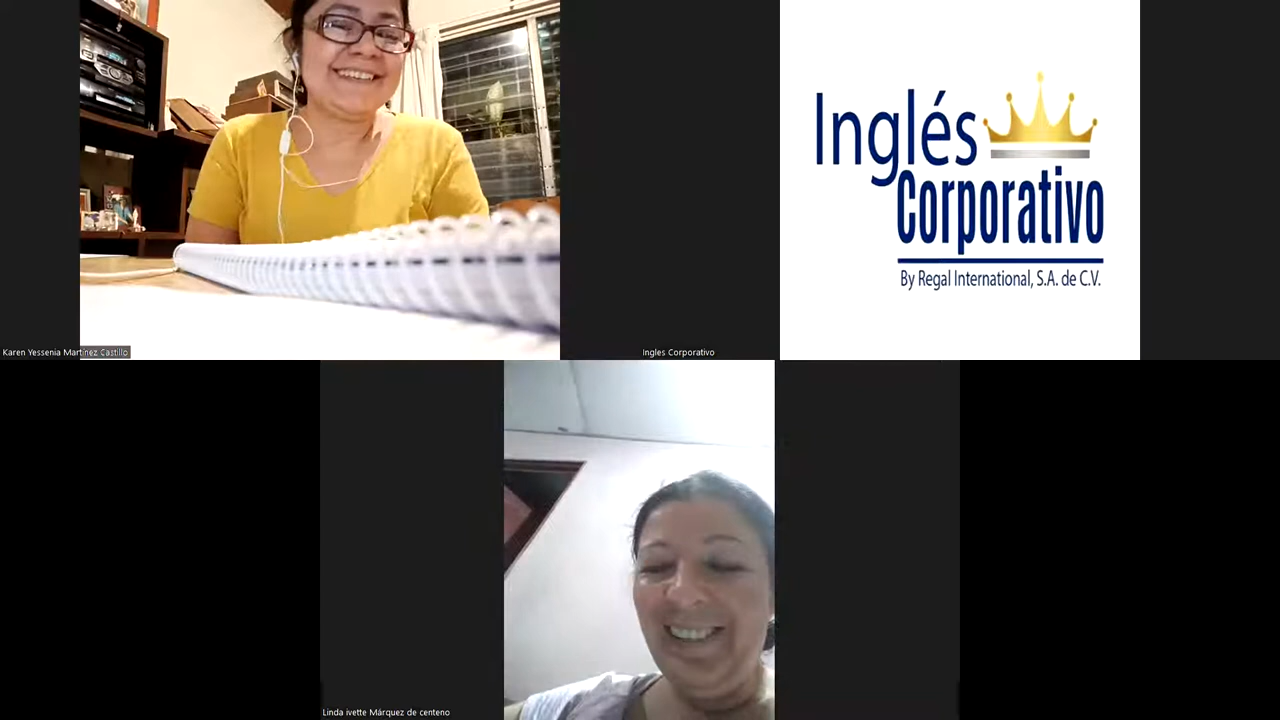 Inglés
Corporativo
By Regal International, S.A. de C.V.
Karen Yessenia Martinez Castillo
Ingles Corporativo
Linda ivette Márquez de centeno